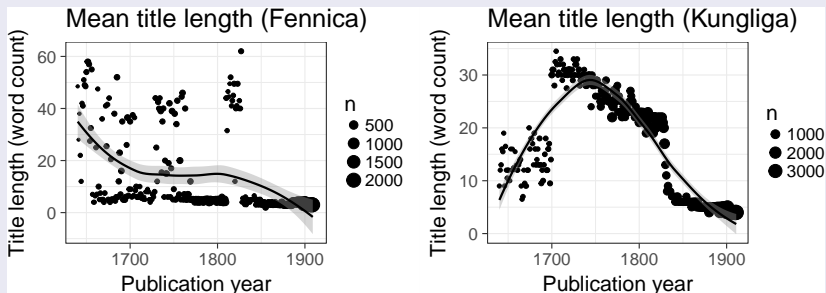 Mean title length (Fennica)
Title length (word count)
60
40
20
0
1700
1800
1900
Publication year
n
500
1000
1500
2000
Mean title length (Kungliga)
Title length (word count)
30
20
10
0
1700
1800
1900
Publication year
n
1000
2000
3000